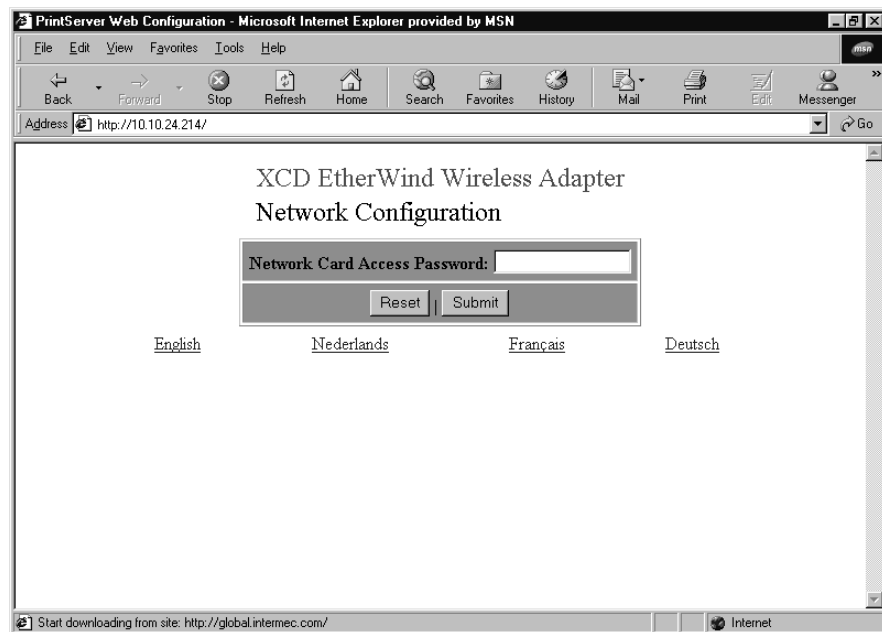 PrintServer Web Configuration - Microsoft Internet Explorer provided by MSN
File Edit View Favorites Tools Help
msn
Back Forward Stop Refresh Home Search Favorites History Mail Print Edit Messenger »
Address http://10.10.24.214/ Go
XCD EtherWind Wireless Adapter
Network Configuration
Network Card Access Password:
Reset | Submit
English Nederlands Français Deutsch
Start downloading from site: http://global.intermec.com/ Internet